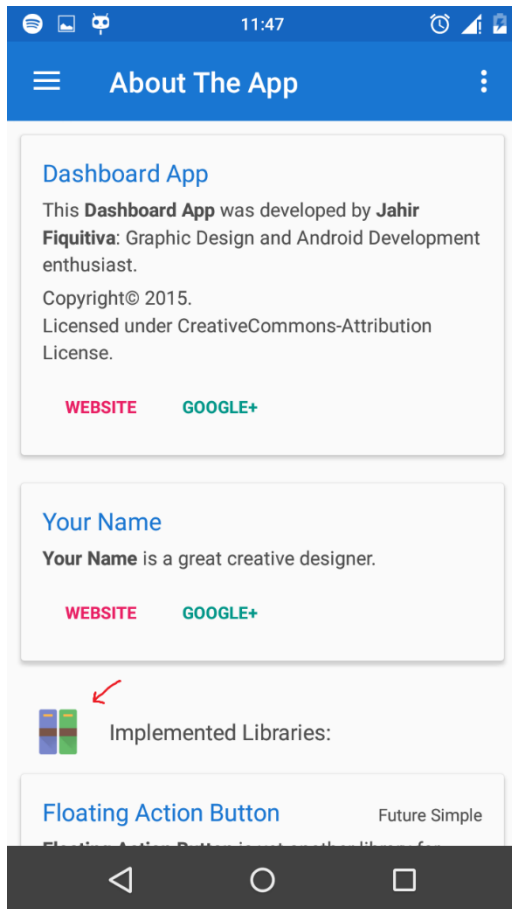 11:47
About The App
Dashboard App
This Dashboard App was developed by Jahir
Fiquitiva: Graphic Design and Android Development
enthusiast.
Copyright© 2015.
Licensed under CreativeCommons-Attribution
License.
WEBSITE GOOGLE+
Your Name
Your Name is a great creative designer.
WEBSITE GOOGLE+
Implemented Libraries:
Floating Action Button Future Simple